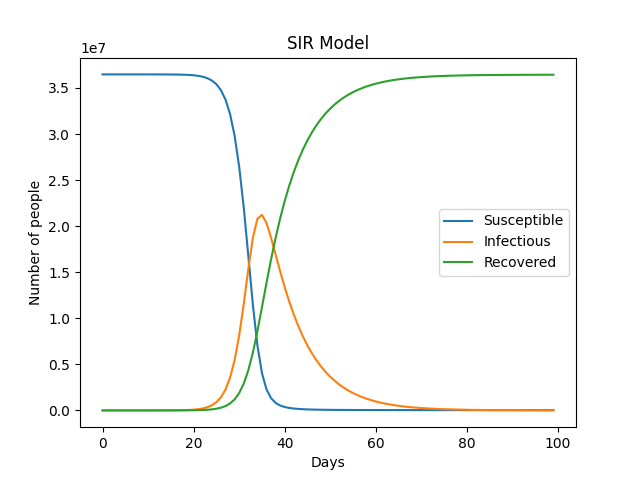 SIR Model
1e7
3.5
3.0
2.5
2.0
1.5
1.0
0.5
0.0
Number of people
Susceptible
Infectious
Recovered
0 20 40 60 80 100
Days